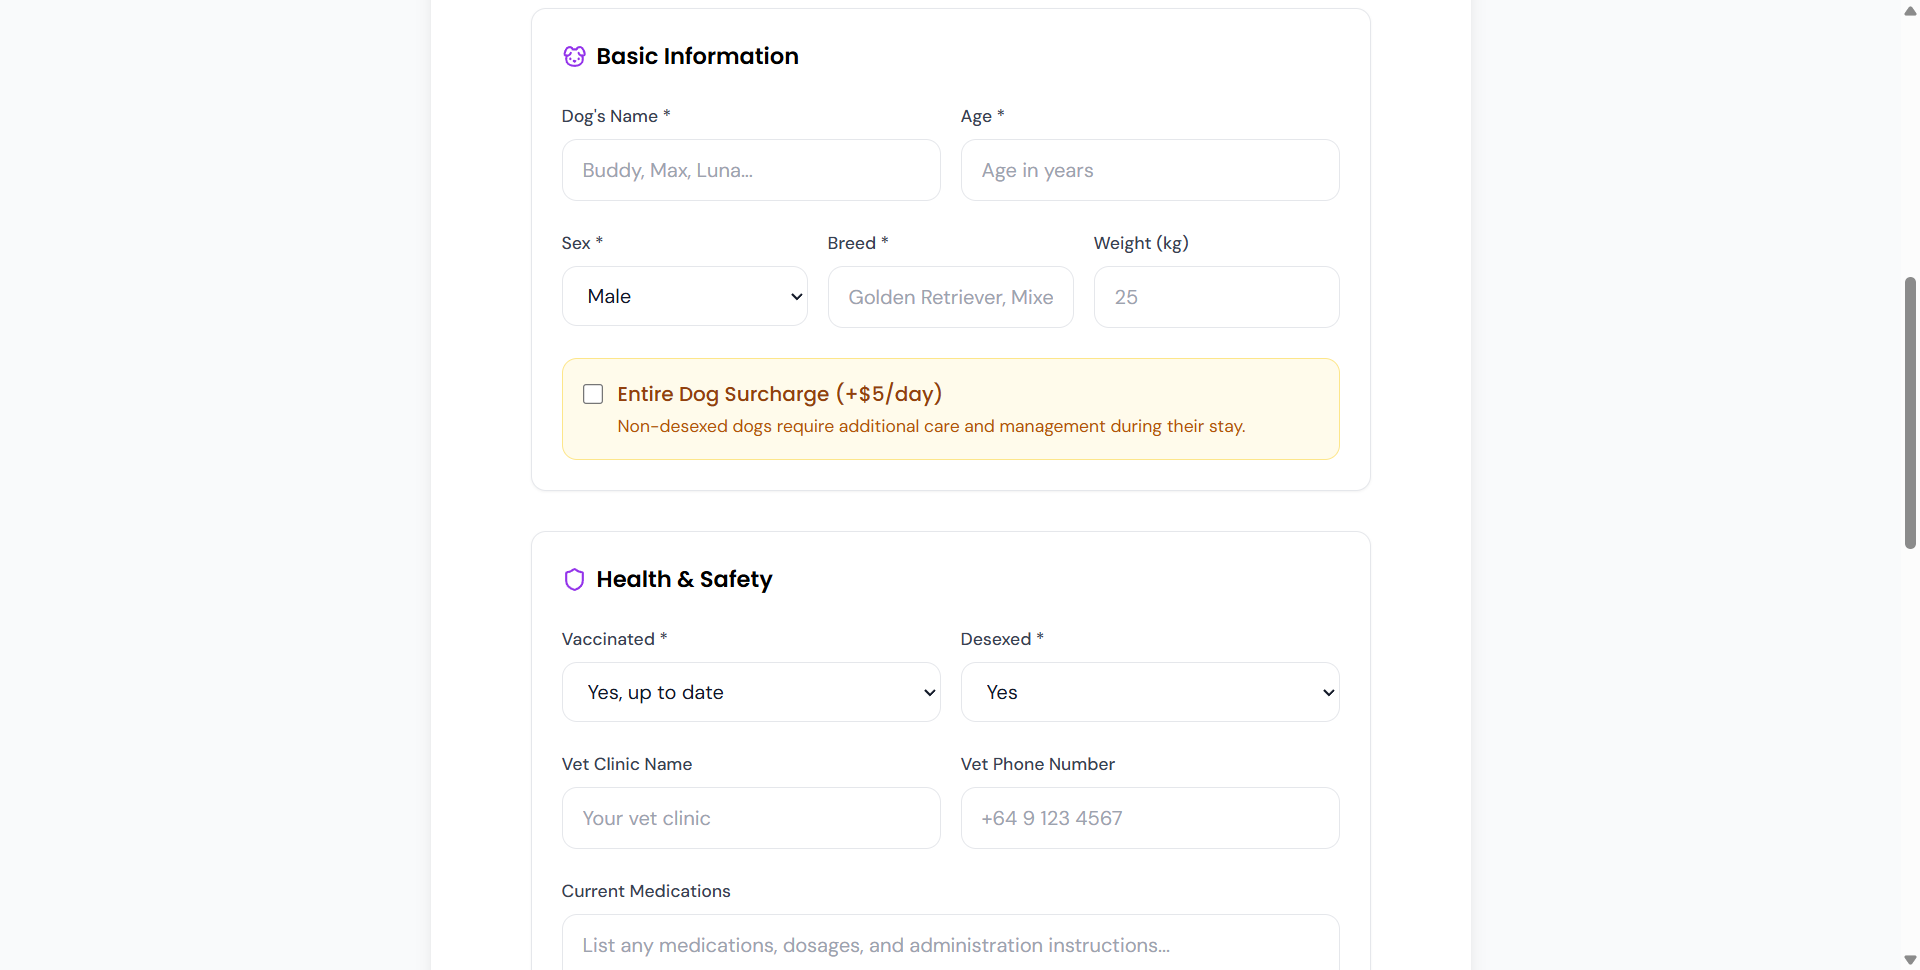 Basic Information
Dog's Name *
Age *
Buddy, Max, Luna...
Age in years
Sex *
Breed *
Weight (kg)
Male
Golden Retriever, Mixe
25
Entire Dog Surcharge (+$5/day)
Non-desexed dogs require additional care and management during their stay.
Health & Safety
Vaccinated *
Desexed *
Yes, up to date
Yes
Vet Clinic Name
Vet Phone Number
Your vet clinic
+64 9 123 4567
Current Medications
List any medications, dosages, and administration instructions...